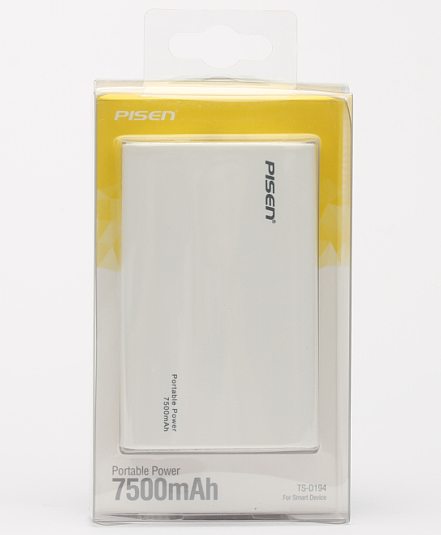 PISEN
PISEN®
Portable Power
7500mAh
Portable Power
7500mAh
TS-D194
For Smart Device